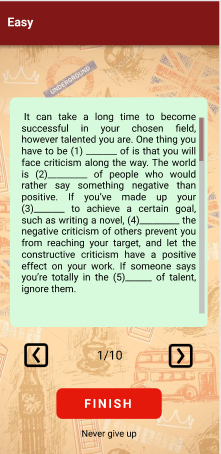 Easy
UNDERGROUND
It can take a long time to become
successful in your chosen field,
however talented you are. One thing you
have to be (1) ______ of is that you will
face criticism along the way. The world
is (2)________ of people who would
rather say something negative than
positive. If you've made up your
(3)______ to achieve a certain goal,
such as writing a novel, (4)________ the
negative criticism of others prevent you
from reaching your target, and let the
constructive criticism have a positive
effect on your work. If someone says
you're totally in the (5)_____ of talent,
ignore them.
1/10
FINISH
Never give up